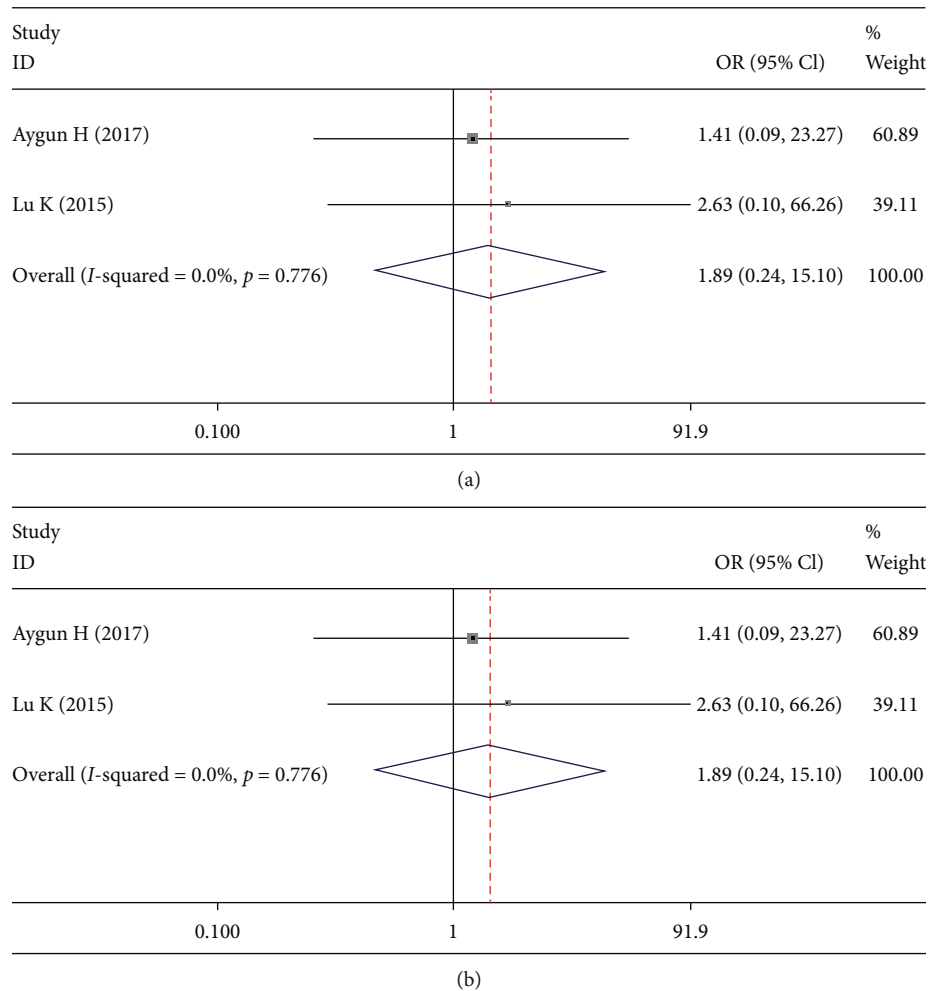 Study %
ID OR (95% Cl) Weight
Aygun H (2017) 1.41 (0.09, 23.27) 60.89
Lu K (2015) 2.63 (0.10, 66.26) 39.11
Overall (I-squared = 0.0%, p = 0.776) 1.89 (0.24, 15.10) 100.00
0.100 1 91.9
(a)
Study %
ID OR (95% Cl) Weight
Aygun H (2017) 1.41 (0.09, 23.27) 60.89
Lu K (2015) 2.63 (0.10, 66.26) 39.11
Overall (I-squared = 0.0%, p = 0.776) 1.89 (0.24, 15.10) 100.00
0.100 1 91.9
(b)